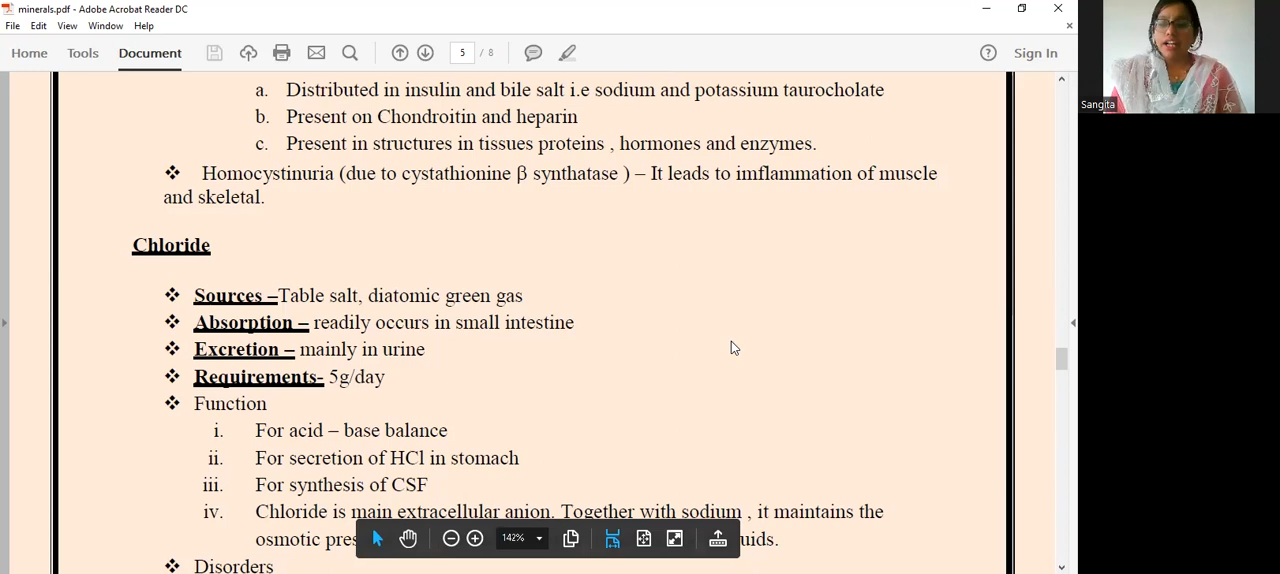 minerals.pdf - Adobe Acrobat Reader DC
File Edit View Window Help
Home Tools Document 5 / 8 Sign In
a. Distributed in insulin and bile salt i.e sodium and potassium taurocholate
b. Present on Chondroitin and heparin
c. Present in structures in tissues proteins , hormones and enzymes.
❖ Homocystinuria (due to cystathionine β synthatase ) – It leads to imflammation of muscle
and skeletal.
Chloride
❖ Sources –Table salt, diatomic green gas
❖ Absorption – readily occurs in small intestine
❖ Excretion – mainly in urine
❖ Requirements- 5g/day
❖ Function
i. For acid – base balance
ii. For secretion of HCl in stomach
iii. For synthesis of CSF
iv. Chloride is main extracellular anion. Together with sodium , it maintains the
osmotic
142%
❖ Disorders
Sangita